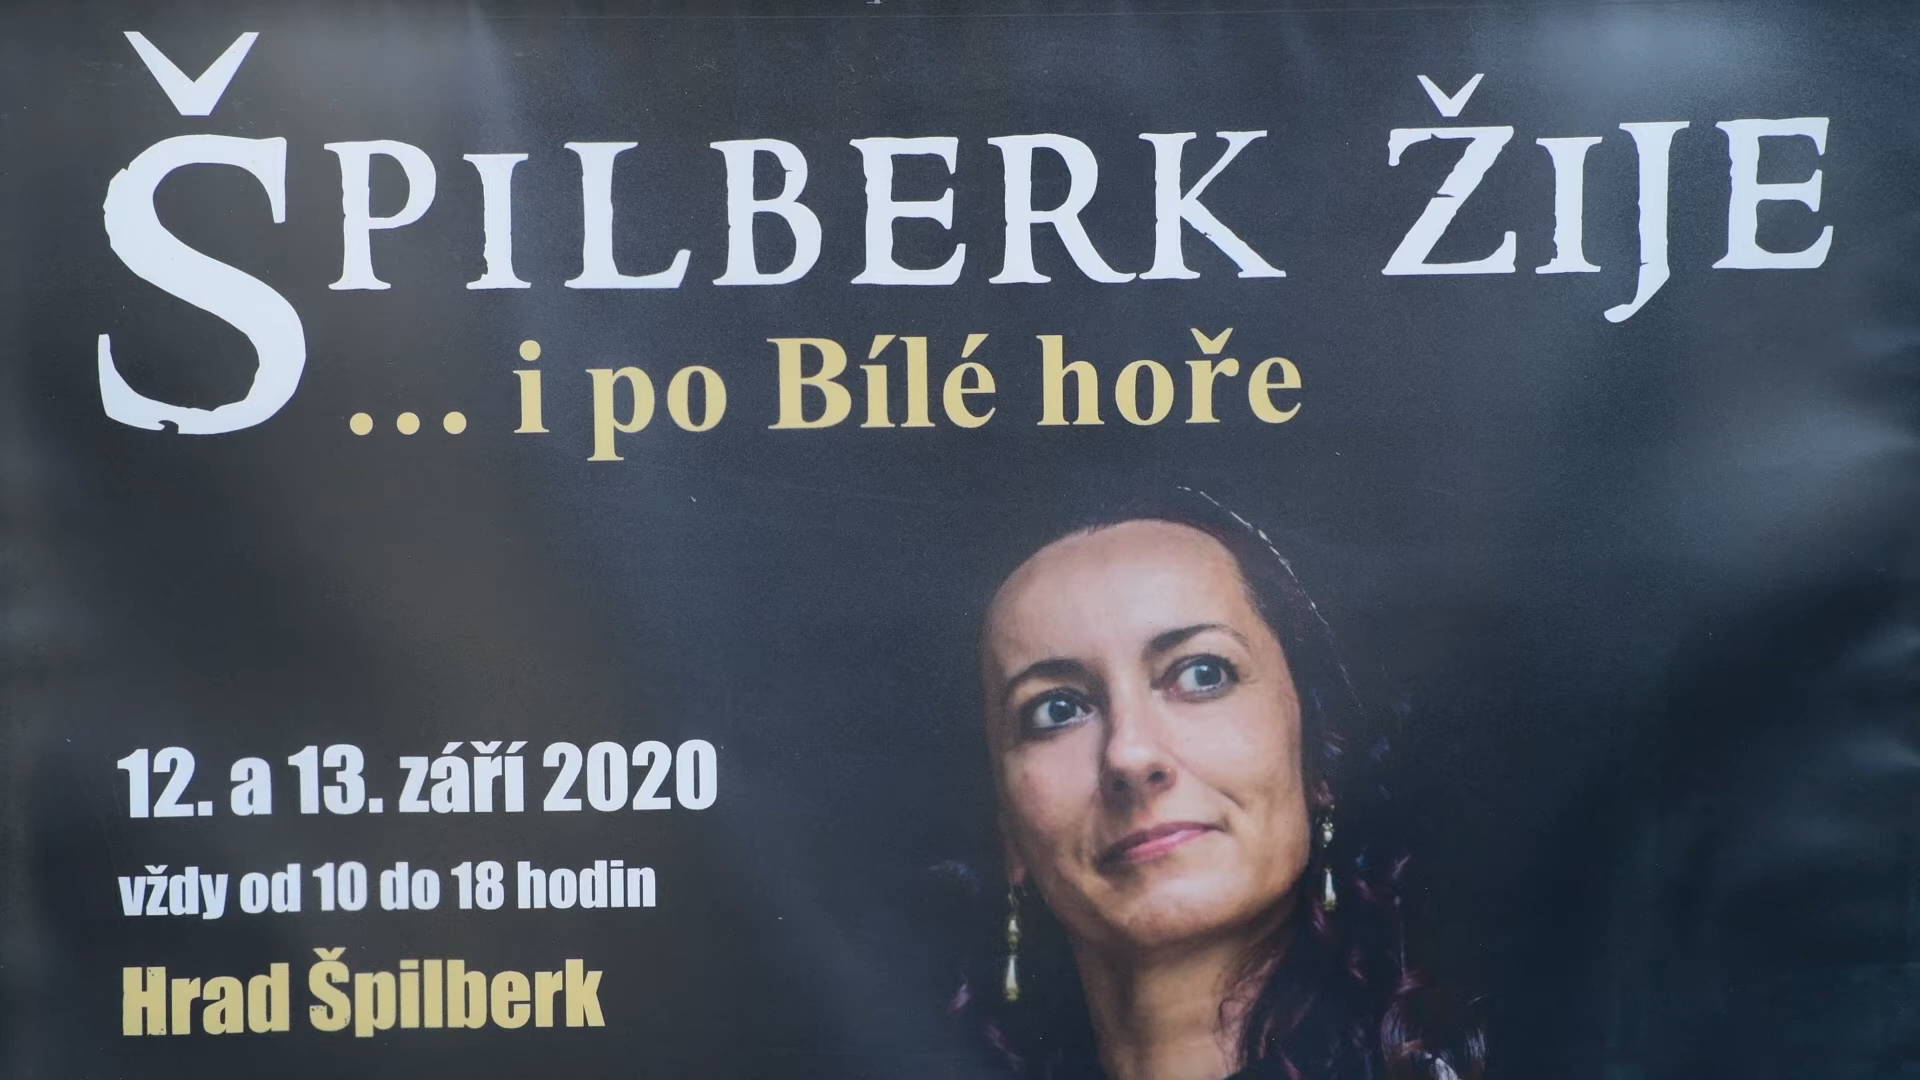 ŠPILBERK ŽIJE
... i po Bílé hoře
12. a 13. září 2020
vždy od 10 do 18 hodin
Hrad Špilberk